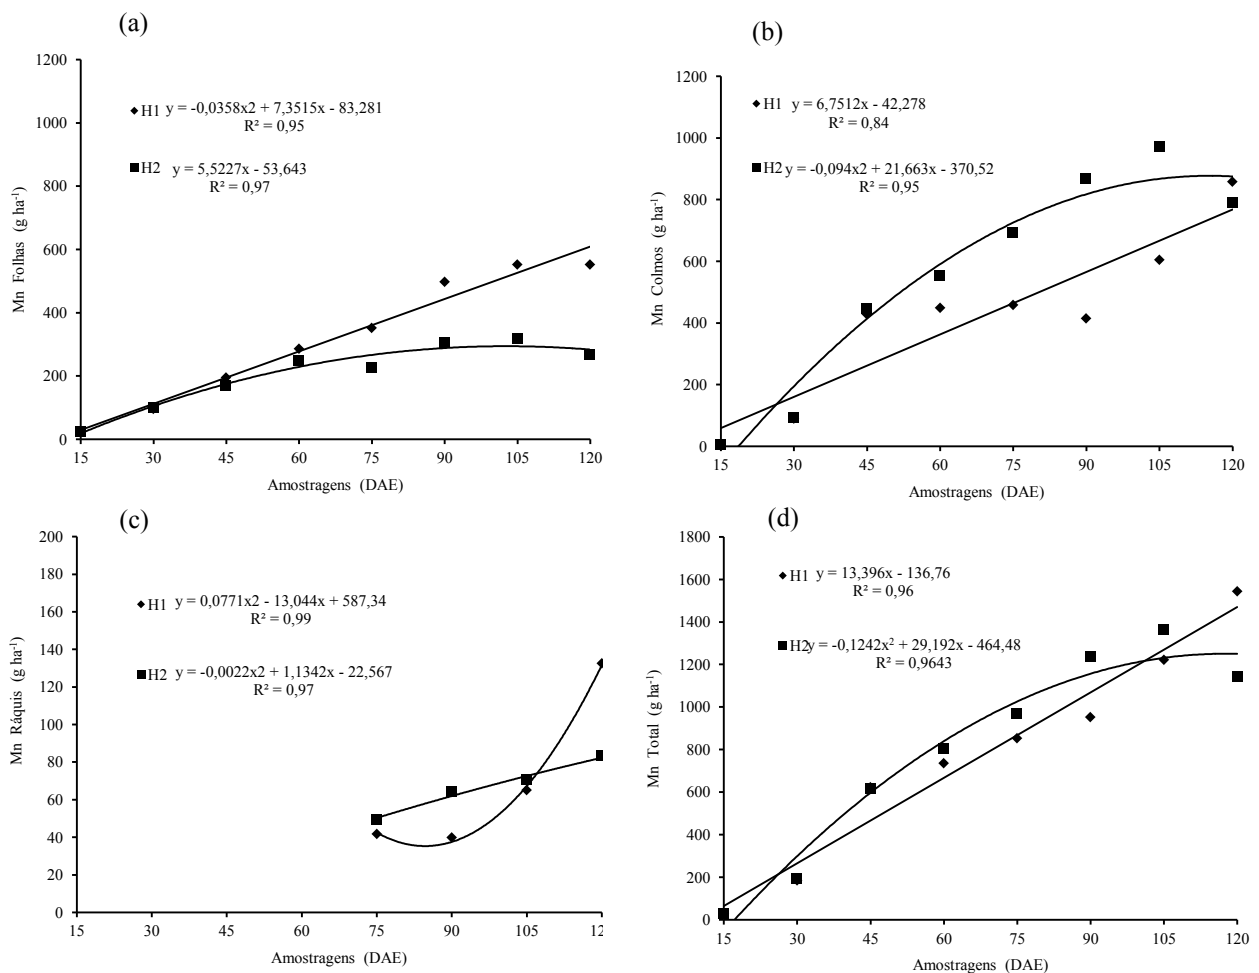 (a)
1200
1000
800
600
400
200
0
Mn Folhas (g ha⁻¹)
H1 y = -0,0358x2 + 7,3515x - 83,281
R² = 0,95
H2 y = 5,5227x - 53,643
R² = 0,97
15 30 45 60 75 90 105 120
Amostragens (DAE)
(b)
1200
1000
800
600
400
200
0
Mn Colmos (g ha⁻¹)
H1 y = 6,7512x - 42,278
R² = 0,84
H2 y = -0,094x2 + 21,663x - 370,52
R² = 0,95
15 30 45 60 75 90 105 120
Amostragens (DAE)
(c)
200
180
160
140
120
100
80
60
40
20
0
Mn Ráquis (g ha⁻¹)
H1 y = 0,0771x2 - 13,044x + 587,34
R² = 0,99
H2 y = -0,0022x2 + 1,1342x - 22,567
R² = 0,97
15 30 45 60 75 90 105 12
Amostragens (DAE)
(d)
1800
1600
1400
1200
1000
800
600
400
200
0
Mn Total (g ha⁻¹)
H1 y = 13,396x - 136,76
R² = 0,96
H2 y = -0,1242x² + 29,192x - 464,48
R² = 0,9643
15 30 45 60 75 90 105 120
Amostragens (DAE)